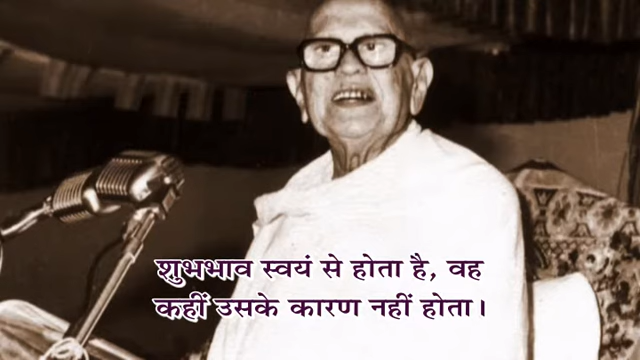 शुभभाव स्वयं से होता है, वह
कहीं उसके कारण नहीं होता।